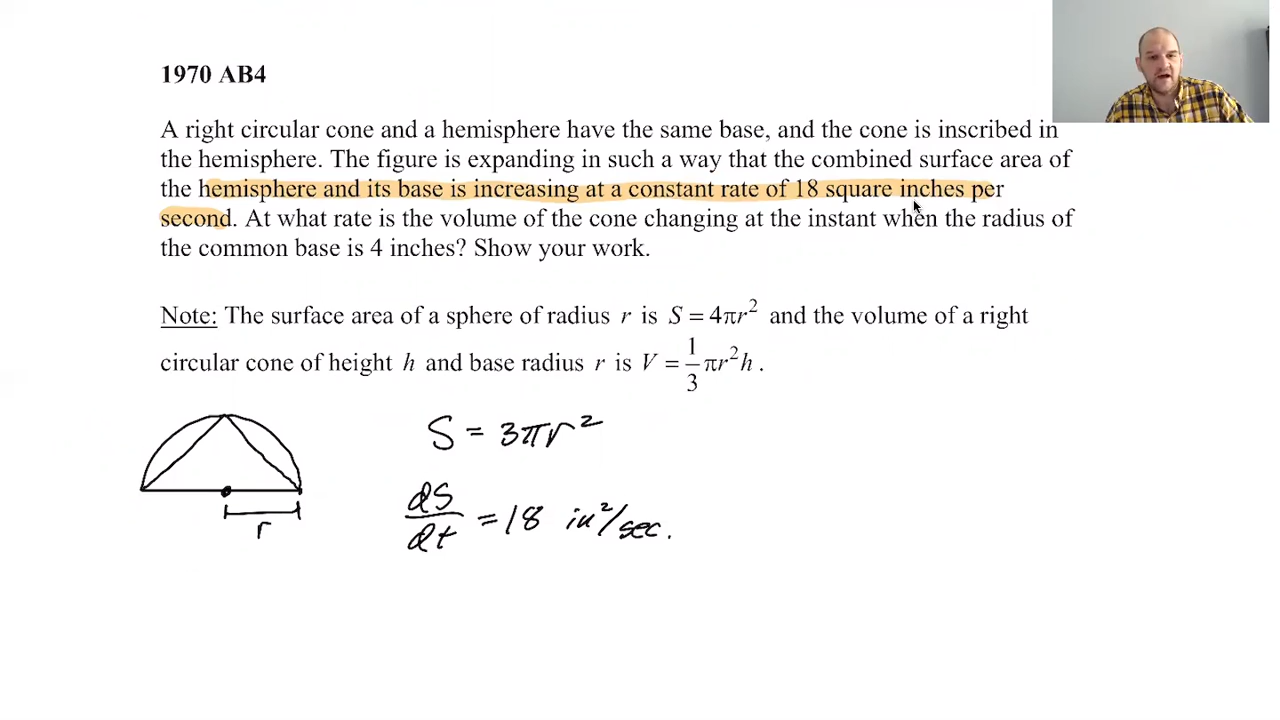 1970 AB4
A right circular cone and a hemisphere have the same base, and the cone is inscribed in
the hemisphere. The figure is expanding in such a way that the combined surface area of
the hemisphere and its base is increasing at a constant rate of 18 square inches per
second. At what rate is the volume of the cone changing at the instant when the radius of
the common base is 4 inches? Show your work.
Note: The surface area of a sphere of radius r is S = 4πr² and the volume of a right
circular cone of height h and base radius r is V = 1/3 πr²h .
S = 3πr²
dS/dt = 18 in²/sec.
r